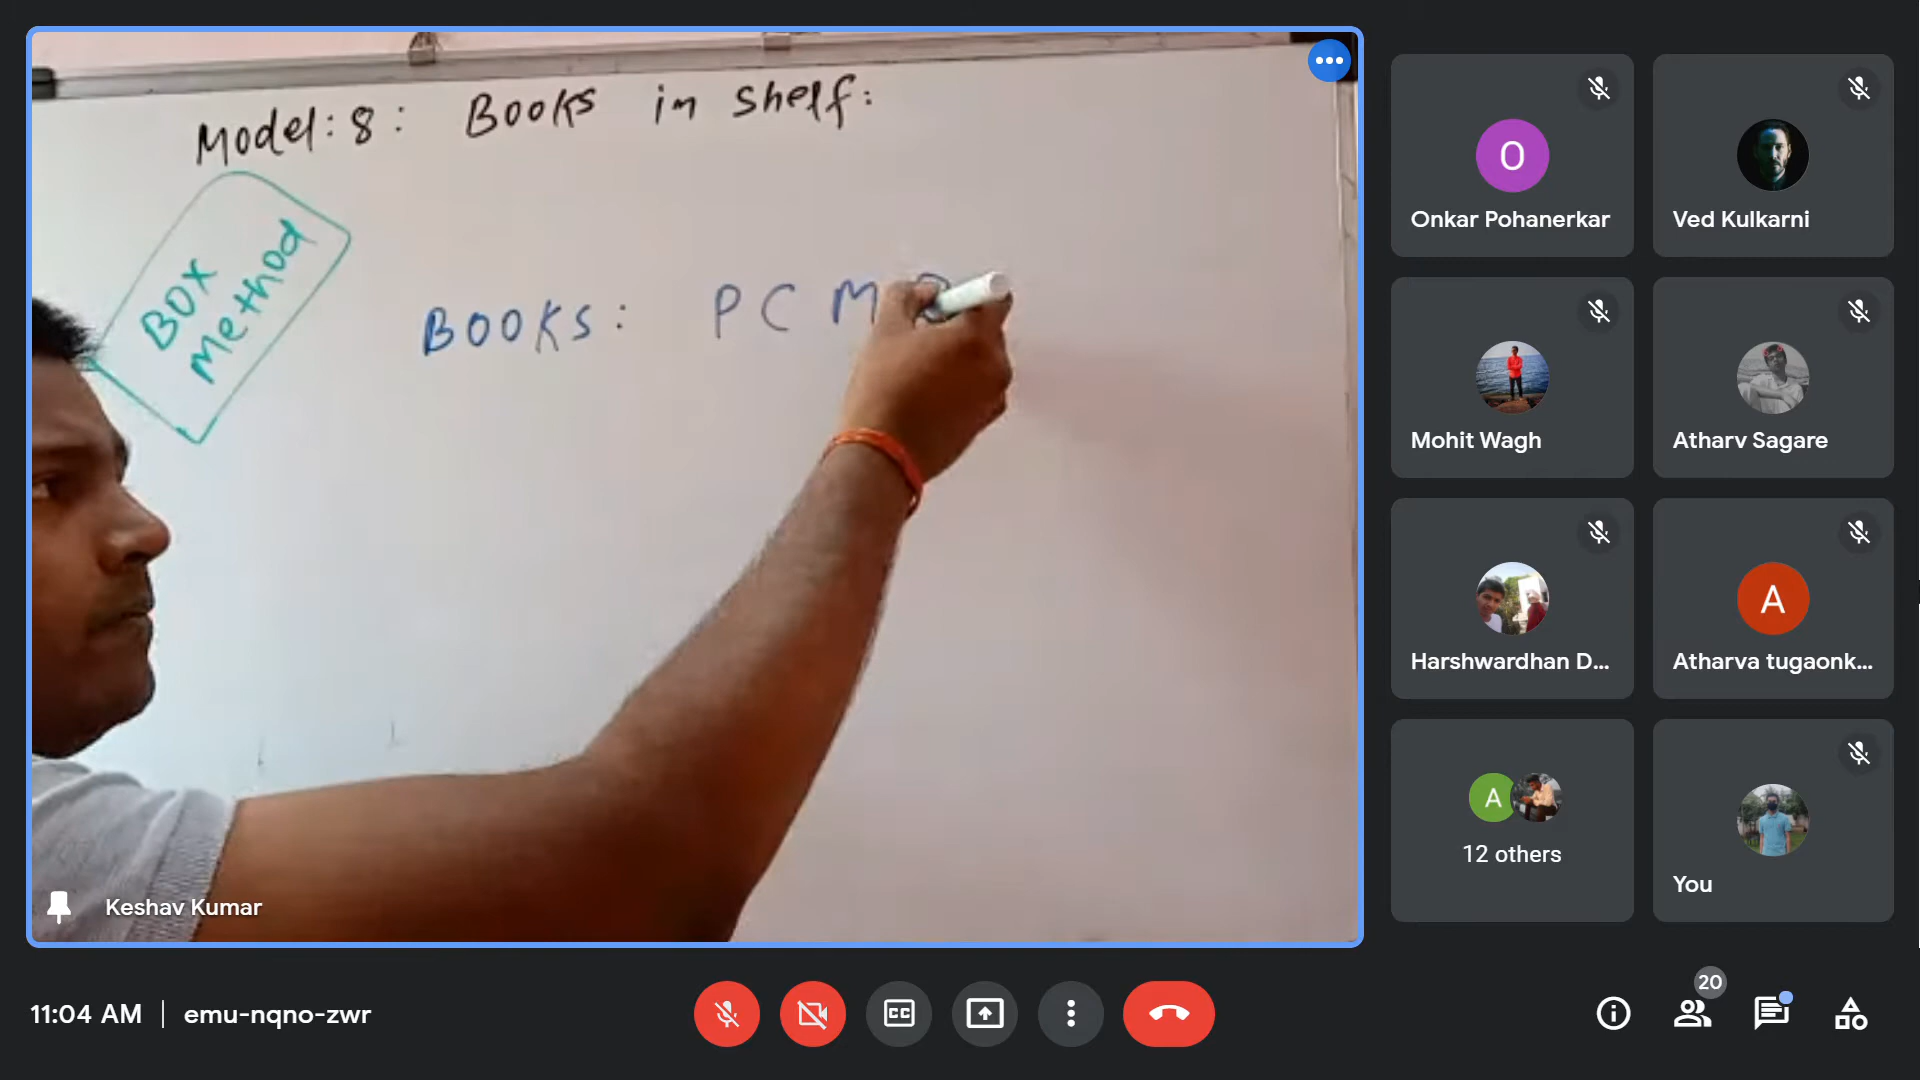 Model: 8: Books in shelf:
BOX
Method
BOOKS: P C M
Keshav Kumar
O
Onkar Pohanerkar
Ved Kulkarni
Mohit Wagh
Atharv Sagare
Harshwardhan D...
A
Atharva tugaonk...
A
12 others
You
11:04 AM | emu-nqno-zwr
CC
20